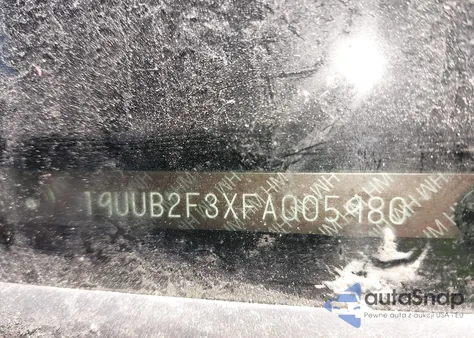 19UUB2F3XFA005980
autoSnap
Pewne auta z aukcji USA i EU